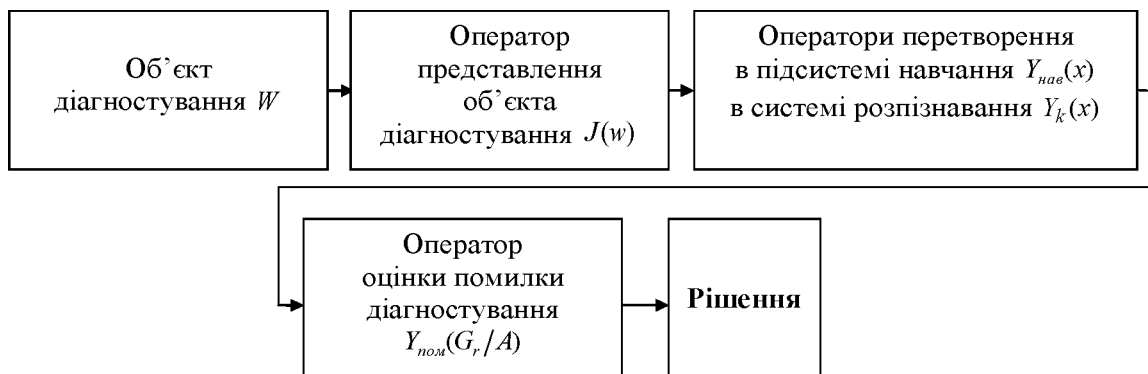 Об’єкт
діагностування W
Оператор
представлення
об’єкта
діагностування J(w)
Оператори перетворення
в підсистемі навчання Yнав(x)
в системі розпізнавання Yk(x)
Оператор
оцінки помилки
діагностування
Yпом(Gr/A)
Рішення